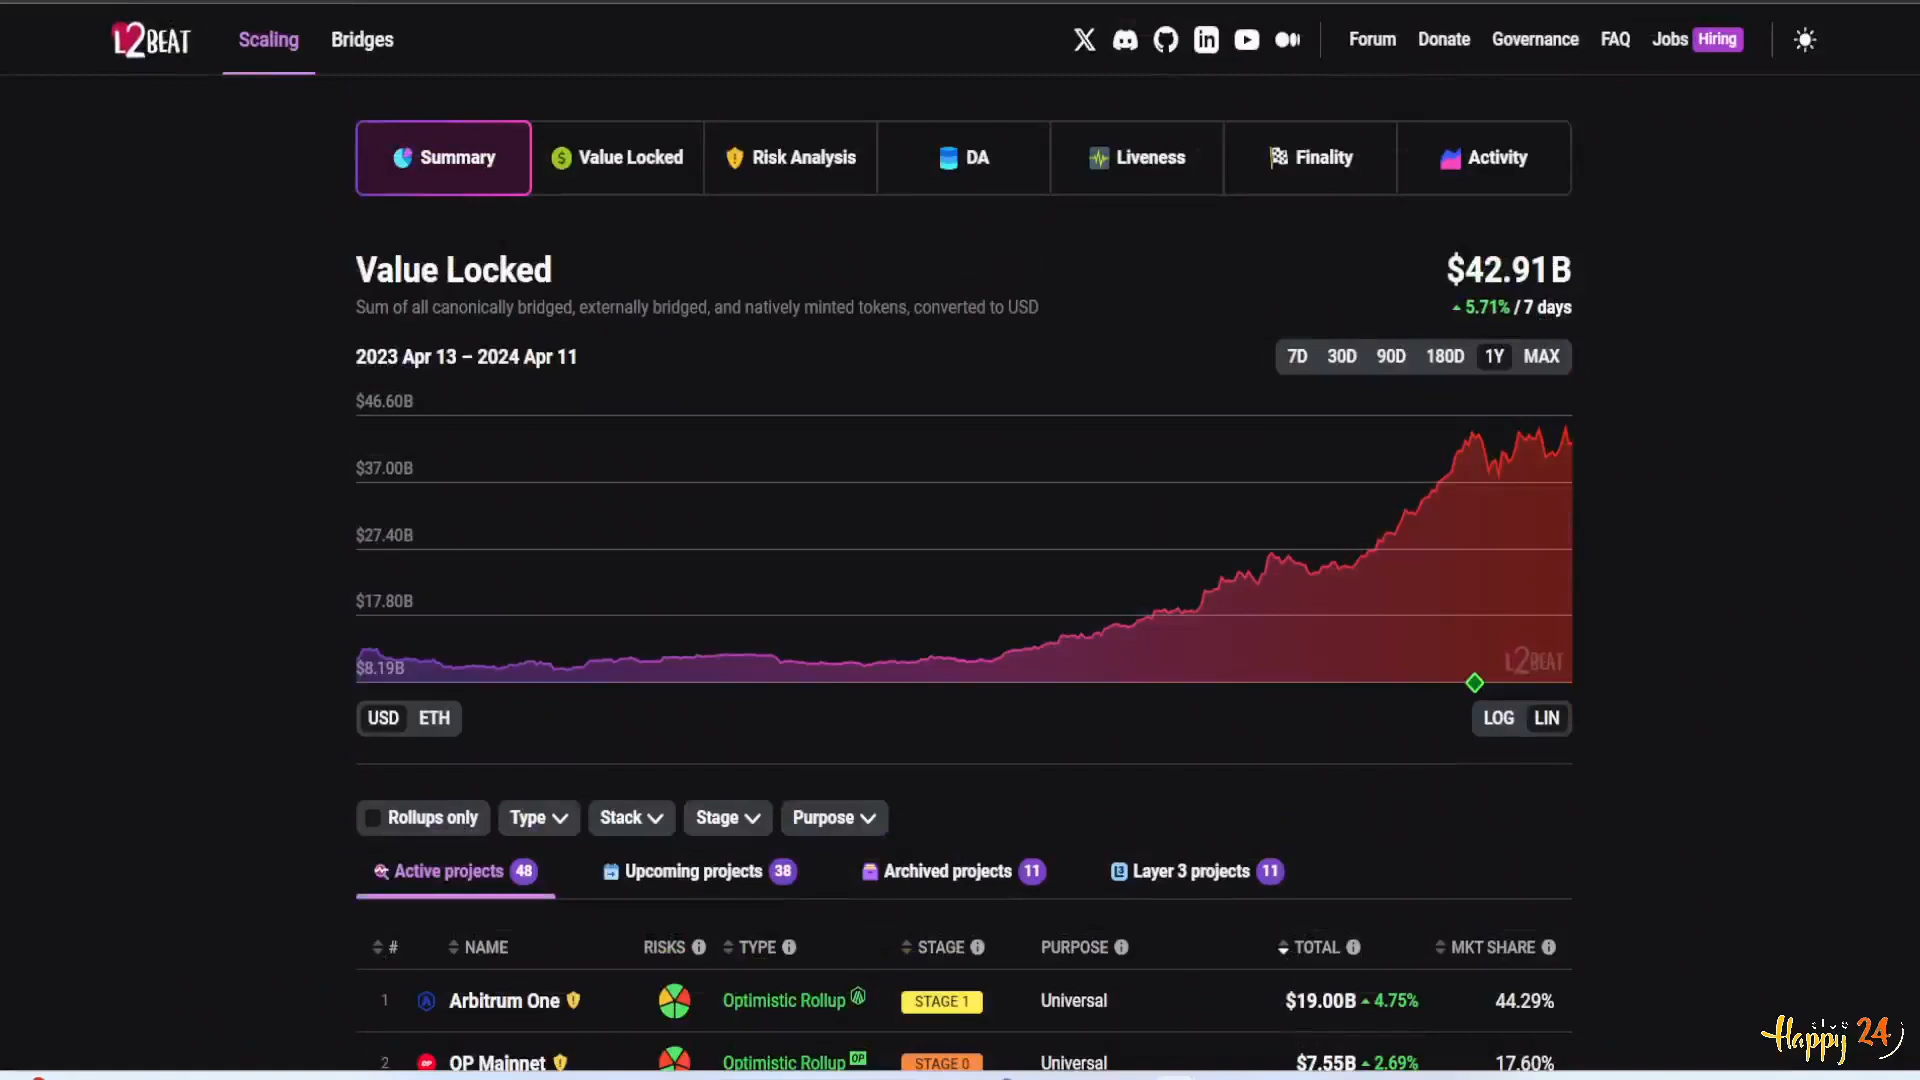 L2BEAT Scaling Bridges Forum Donate Governance FAQ Jobs Hiring
Summary Value Locked Risk Analysis DA Liveness Finality Activity
Value Locked $42.91B
Sum of all canonically bridged, externally bridged, and natively minted tokens, converted to USD 5.71% / 7 days
2023 Apr 13 – 2024 Apr 11 7D 30D 90D 180D 1Y MAX
$46.60B
$37.00B
$27.40B
$17.80B
$8.19B L2BEAT
USD ETH LOG LIN
Rollups only Type Stack Stage Purpose
Active projects 48 Upcoming projects 38 Archived projects 11 Layer 3 projects 11
# NAME RISKS TYPE STAGE PURPOSE TOTAL MKT SHARE
1 Arbitrum One Optimistic Rollup STAGE 1 Universal $19.00B 4.75% 44.29%
2 OP OP Mainnet Optimistic Rollup OP STAGE 0 Universal $7.55B 2.69% 17.60%
Happy 24